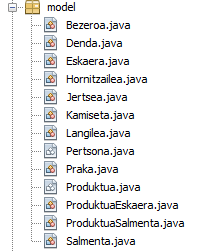 model
Bezeroa.java
Denda.java
Eskaera.java
Hornitzailea.java
Jertsea.java
Kamiseta.java
Langilea.java
Pertsona.java
Praka.java
Produktua.java
ProduktuaEskaera.java
ProduktuaSalmenta.java
Salmenta.java